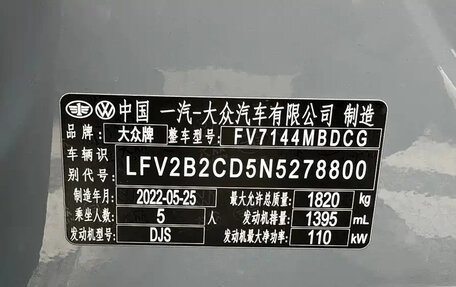 中国 一汽-大众汽车有限公司 制造
品牌: 大众牌 整车型号: FV7144MBDCG
车辆识别代号: LFV2B2CD5N5278800
制造年月: 2022-05-25 最大允许总质量: 1820 kg
乘坐人数: 5 人 发动机排量: 1395 mL
发动机型号: DJS 发动机最大净功率: 110 kW